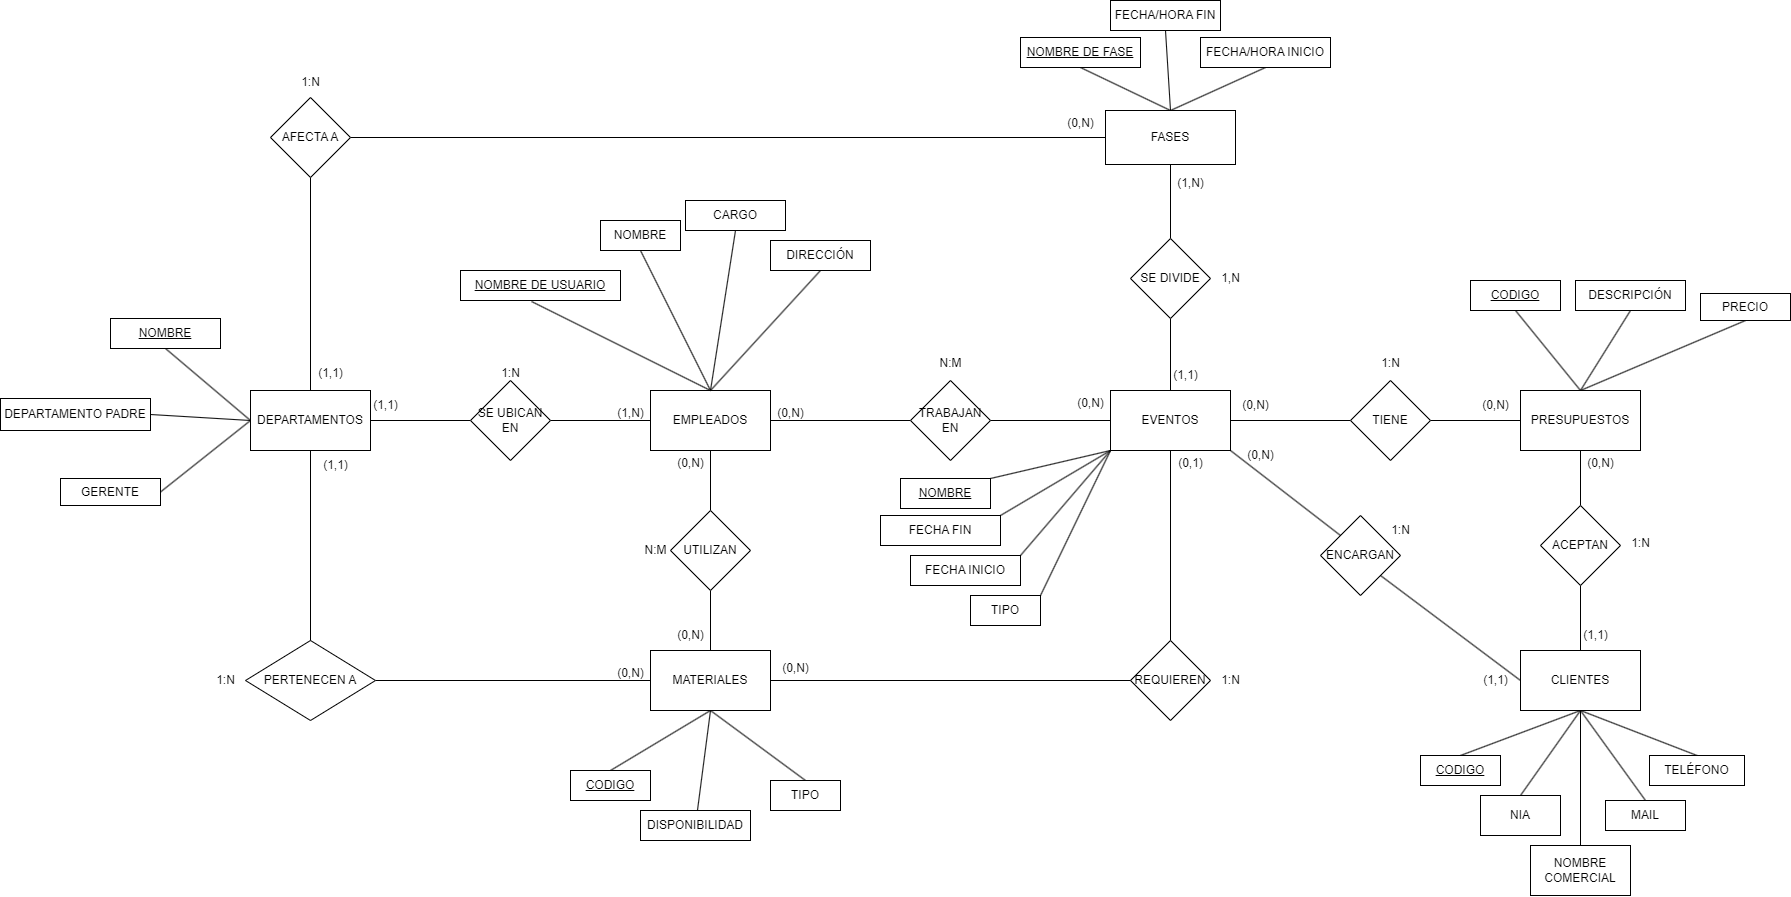 FECHA/HORA FIN
NOMBRE DE FASE
FECHA/HORA INICIO
1:N
AFECTA A
(0,N)
FASES
(1,N)
CARGO
NOMBRE
DIRECCIÓN
NOMBRE DE USUARIO
SE DIVIDE
1,N
CODIGO
DESCRIPCIÓN
PRECIO
NOMBRE
(1,1)
1:N
N:M
1:N
(1,1)
DEPARTAMENTO PADRE
DEPARTAMENTOS
(1,1)
SE UBICAN
EN
(1,N)
EMPLEADOS
(0,N)
TRABAJAN
EN
(0,N)
EVENTOS
(0,N)
TIENE
(0,N)
PRESUPUESTOS
(1,1)
(0,N)
(0,1)
(0,N)
(0,N)
GERENTE
NOMBRE
FECHA FIN
FECHA INICIO
TIPO
N:M
UTILIZAN
1:N
ENCARGAN
ACEPTAN
1:N
(0,N)
(1,1)
1:N
PERTENECEN A
(0,N)
MATERIALES
(0,N)
REQUIEREN
1:N
(1,1)
CLIENTES
CODIGO
DISPONIBILIDAD
TIPO
CODIGO
TELÉFONO
NIA
MAIL
NOMBRE
COMERCIAL